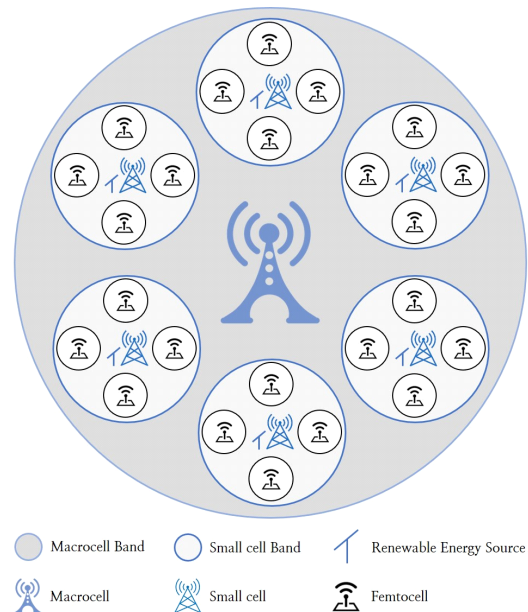 Macrocell Band
Small cell Band
Renewable Energy Source
Macrocell
Small cell
Femtocell